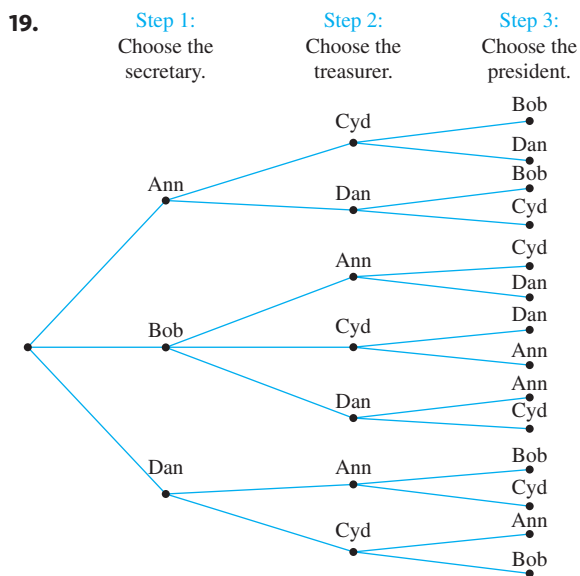 19.
Step 1:
Choose the
secretary.
Step 2:
Choose the
treasurer.
Step 3:
Choose the
president.
Ann
Cyd
Bob
Dan
Dan
Bob
Cyd
Bob
Ann
Cyd
Dan
Cyd
Dan
Ann
Dan
Ann
Cyd
Dan
Ann
Bob
Cyd
Cyd
Ann
Bob